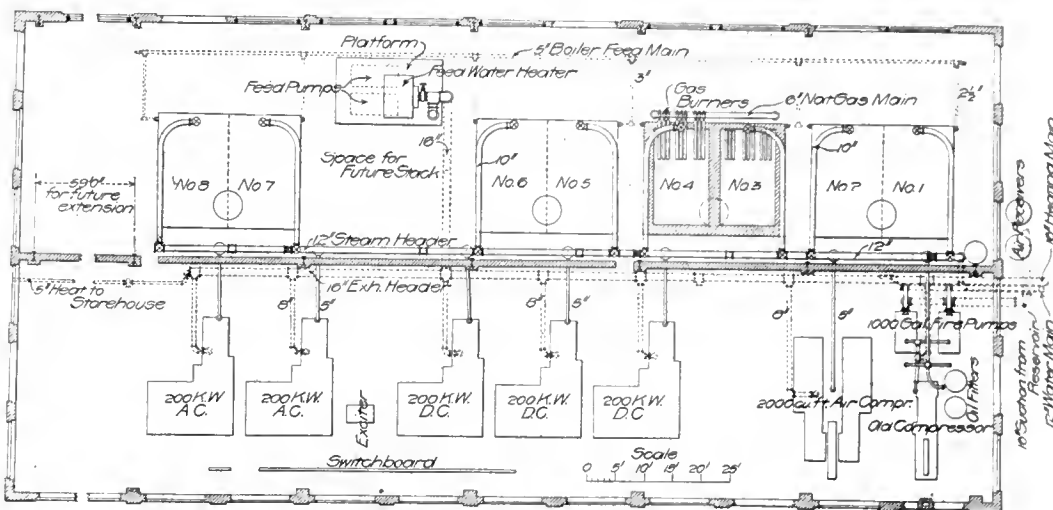 Platform
5" Boiler Feed Main
Feed Pumps
Feed Water Heater
3"
Gas
Burners
6" Nat Gas Main
2½"
16"
Space for
Future Stack
10"
10"
No. 8
No. 7
No. 6
No. 5
No. 4
No. 3
No. 2
No. 1
59'0"
for future
extension
Air Receivers
12" Steam Header
12"
5" Heat to
Storehouse
16" Exh. Header
8"
5"
8"
5"
8"
5"
1000 Gal. Fire Pumps
10" Suction from
Reservoir
Water Main
200 K.W.
A.C.
200 K.W.
A.C.
Exciter
200 K.W.
D.C.
200 K.W.
D.C.
200 K.W.
D.C.
2000 cu. ft. Air Compr.
Old Compressor
Oil Filters
Switchboard
Scale
0 5' 10' 15' 20' 25'